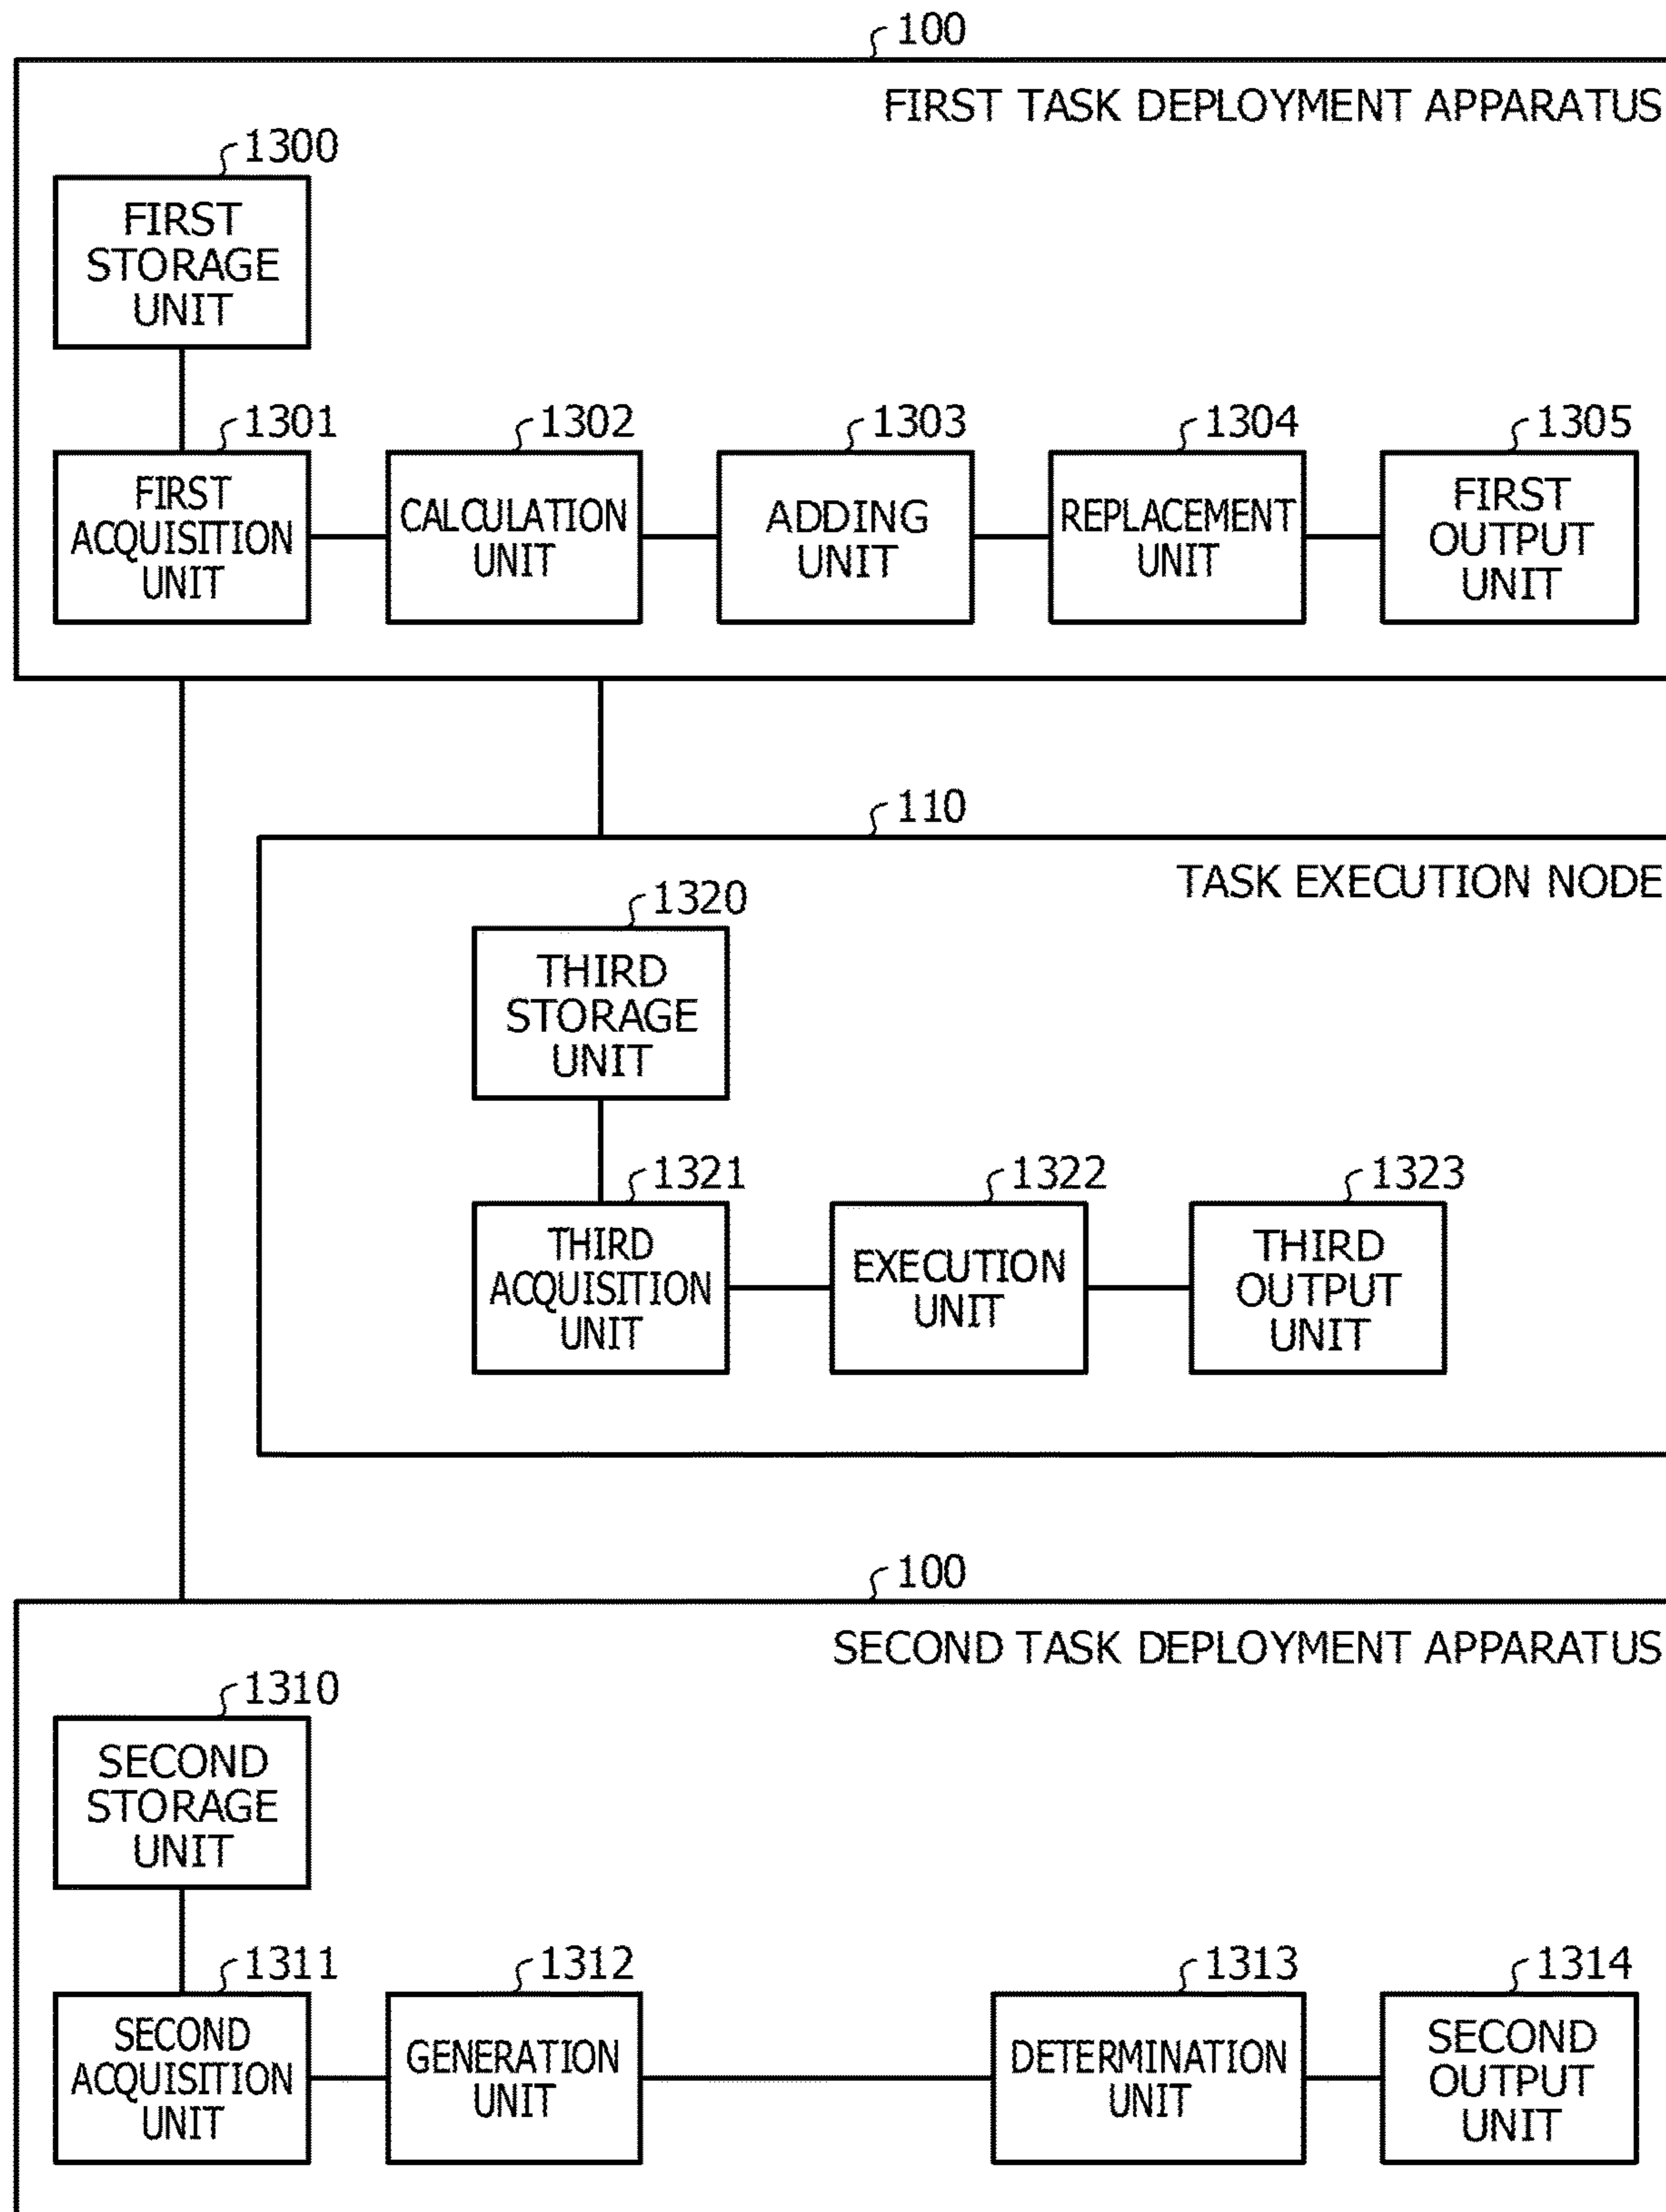 100
FIRST TASK DEPLOYMENT APPARATUS
1300
FIRST
STORAGE
UNIT
1301
FIRST
ACQUISITION
UNIT
1302
CALCULATION
UNIT
1303
ADDING
UNIT
1304
REPLACEMENT
UNIT
1305
FIRST
OUTPUT
UNIT
110
TASK EXECUTION NODE
1320
THIRD
STORAGE
UNIT
1321
THIRD
ACQUISITION
UNIT
1322
EXECUTION
UNIT
1323
THIRD
OUTPUT
UNIT
100
SECOND TASK DEPLOYMENT APPARATUS
1310
SECOND
STORAGE
UNIT
1311
SECOND
ACQUISITION
UNIT
1312
GENERATION
UNIT
1313
DETERMINATION
UNIT
1314
SECOND
OUTPUT
UNIT